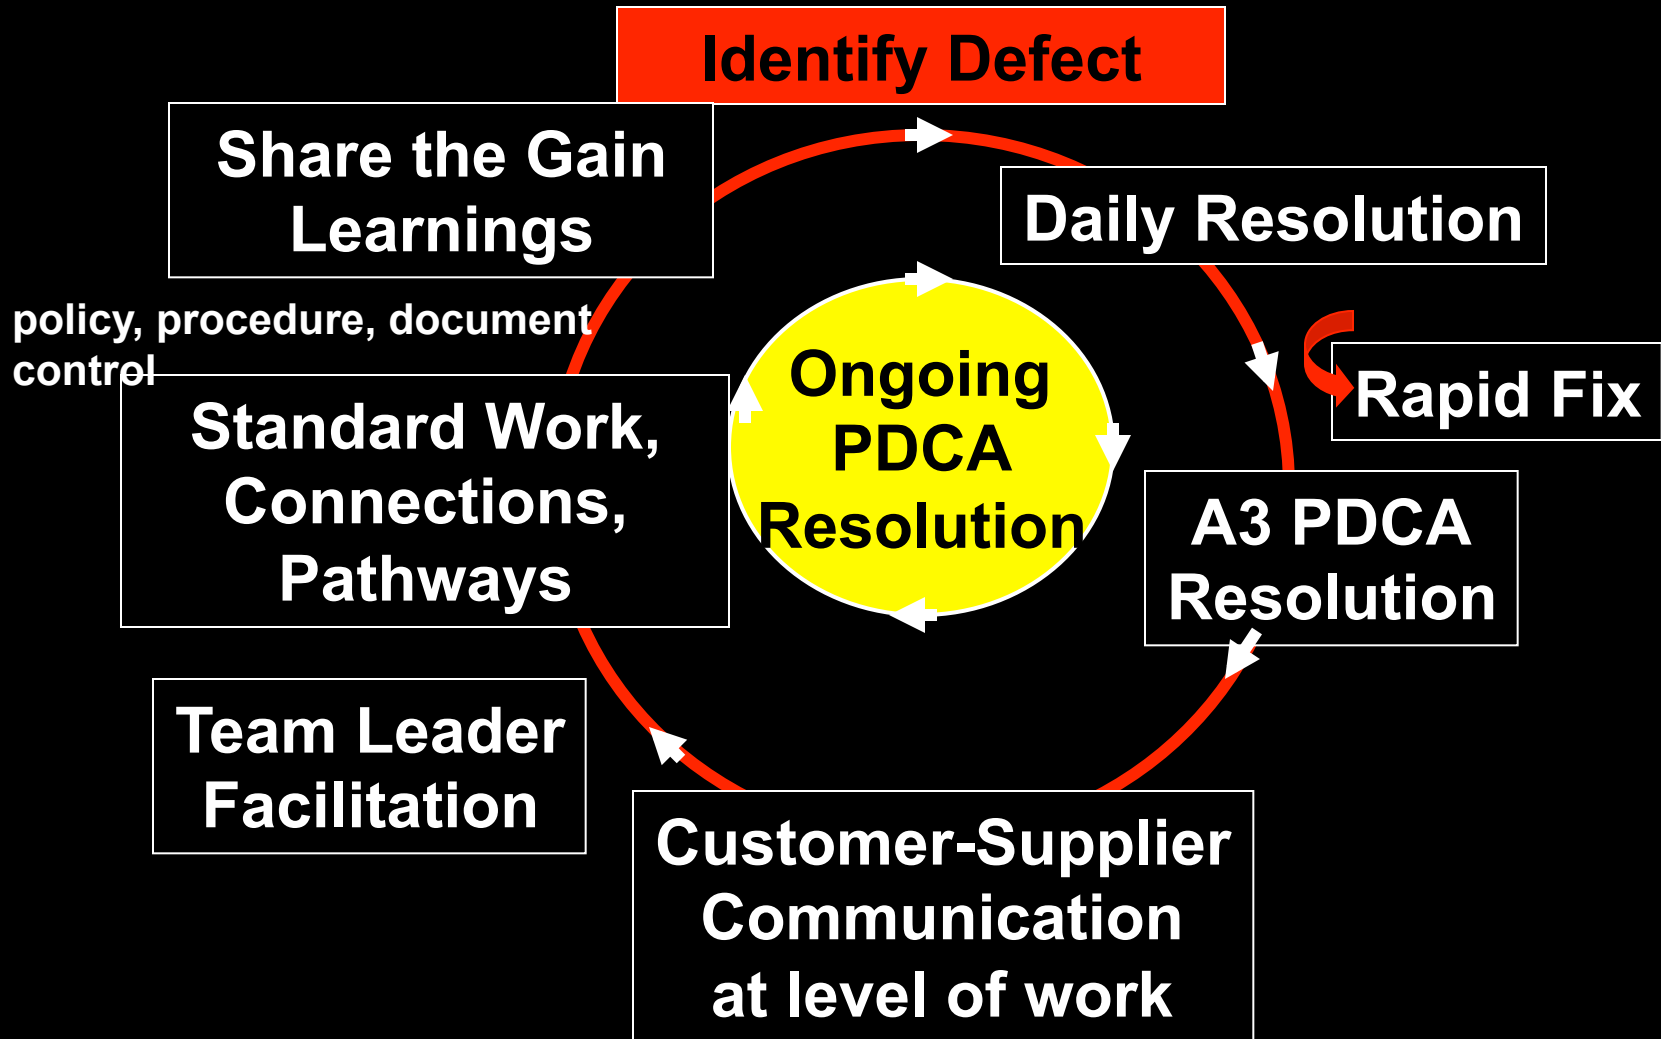 Identify Defect
Share the Gain
Learnings
Daily Resolution
policy, procedure, document
control
Ongoing
PDCA
Resolution
Rapid Fix
Standard Work,
Connections,
Pathways
A3 PDCA
Resolution
Team Leader
Facilitation
Customer-Supplier
Communication
at level of work